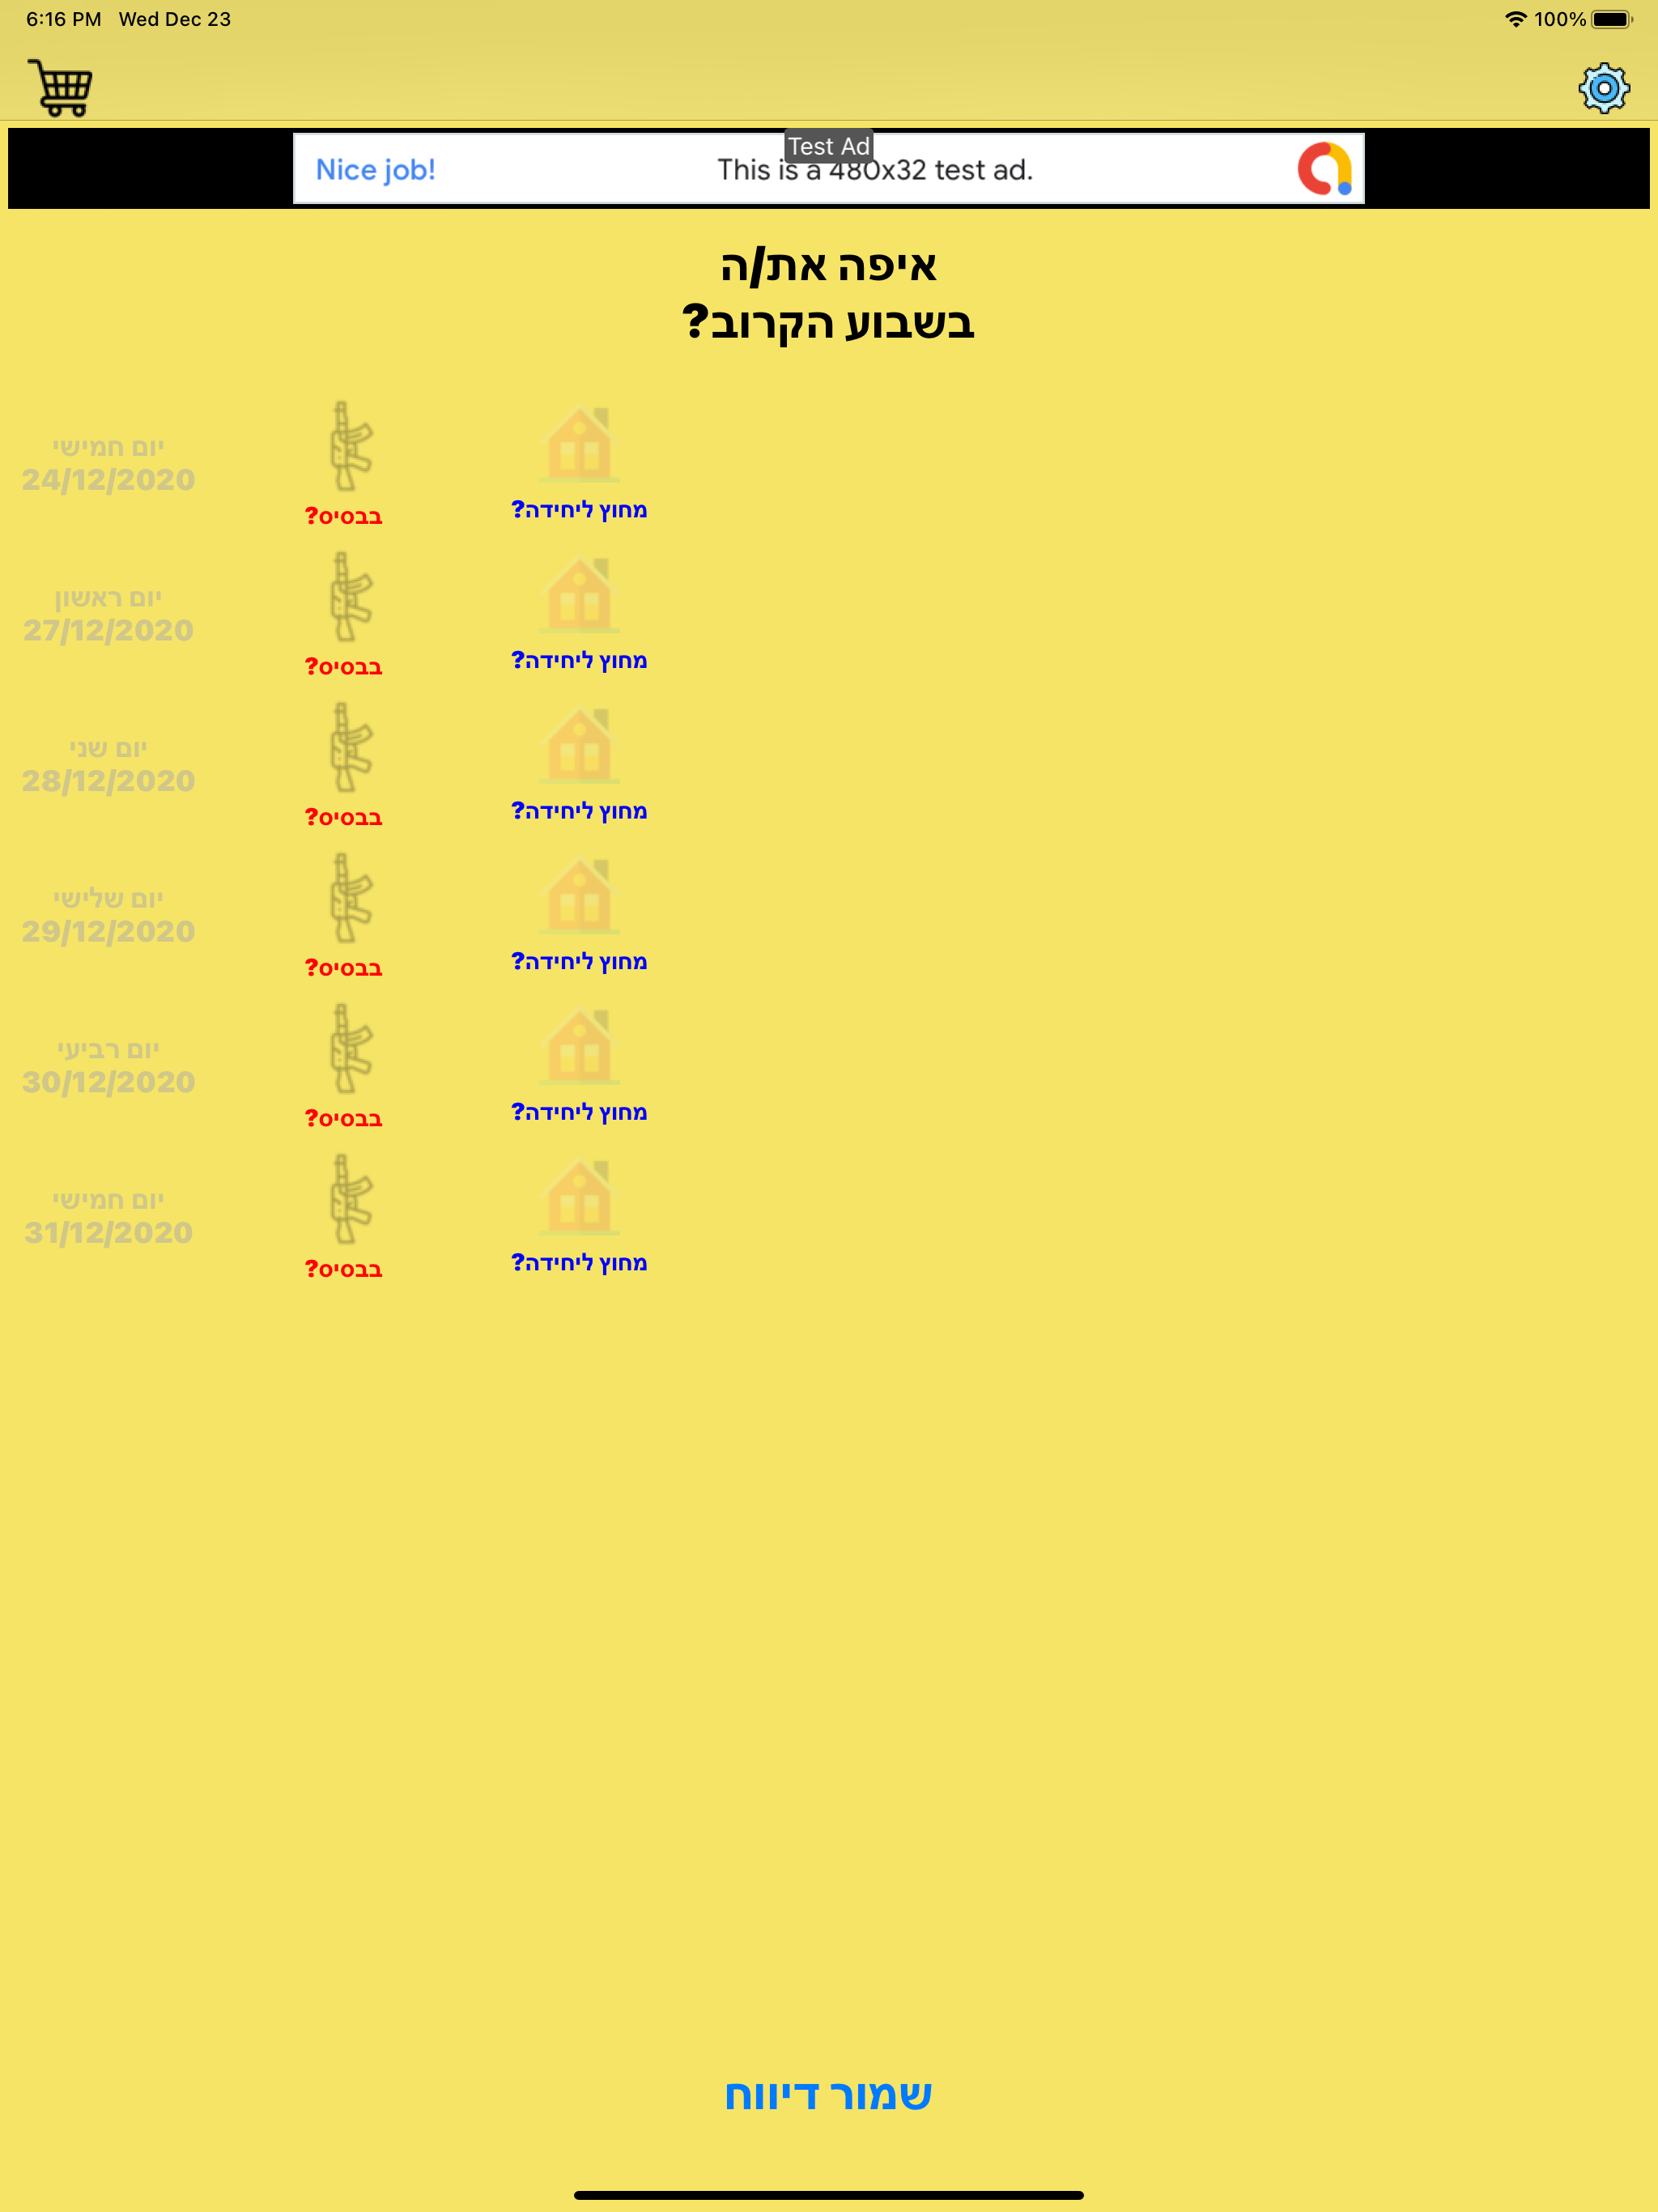 6:16 PM Wed Dec 23
100%
Test Ad
Nice job!
This is a 480x32 test ad.
איפה את/ה
בשבוע הקרוב?
יום חמישי
24/12/2020
בבסיס?
מחוץ ליחידה?
יום ראשון
27/12/2020
בבסיס?
מחוץ ליחידה?
יום שני
28/12/2020
בבסיס?
מחוץ ליחידה?
יום שלישי
29/12/2020
בבסיס?
מחוץ ליחידה?
יום רביעי
30/12/2020
בבסיס?
מחוץ ליחידה?
יום חמישי
31/12/2020
בבסיס?
מחוץ ליחידה?
שמור דיווח